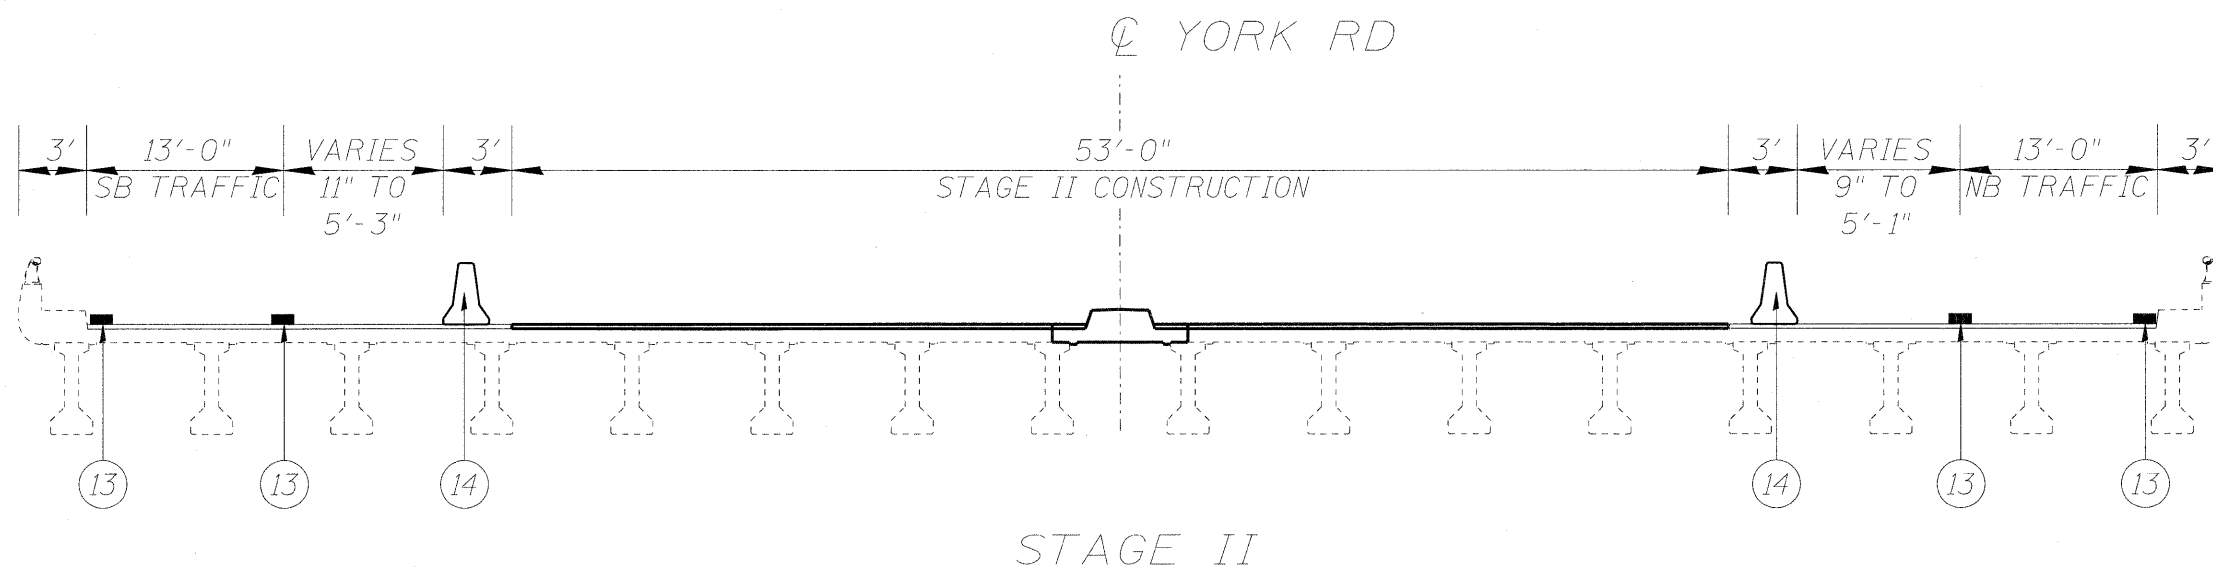 ℄ YORK RD
3' 13'-0" VARIES 3' 53'-0" 3' VARIES 13'-0" 3'
SB TRAFFIC 11" TO STAGE II CONSTRUCTION 9" TO NB TRAFFIC
5'-3" 5'-1"
13 13 14 14 13 13
STAGE II